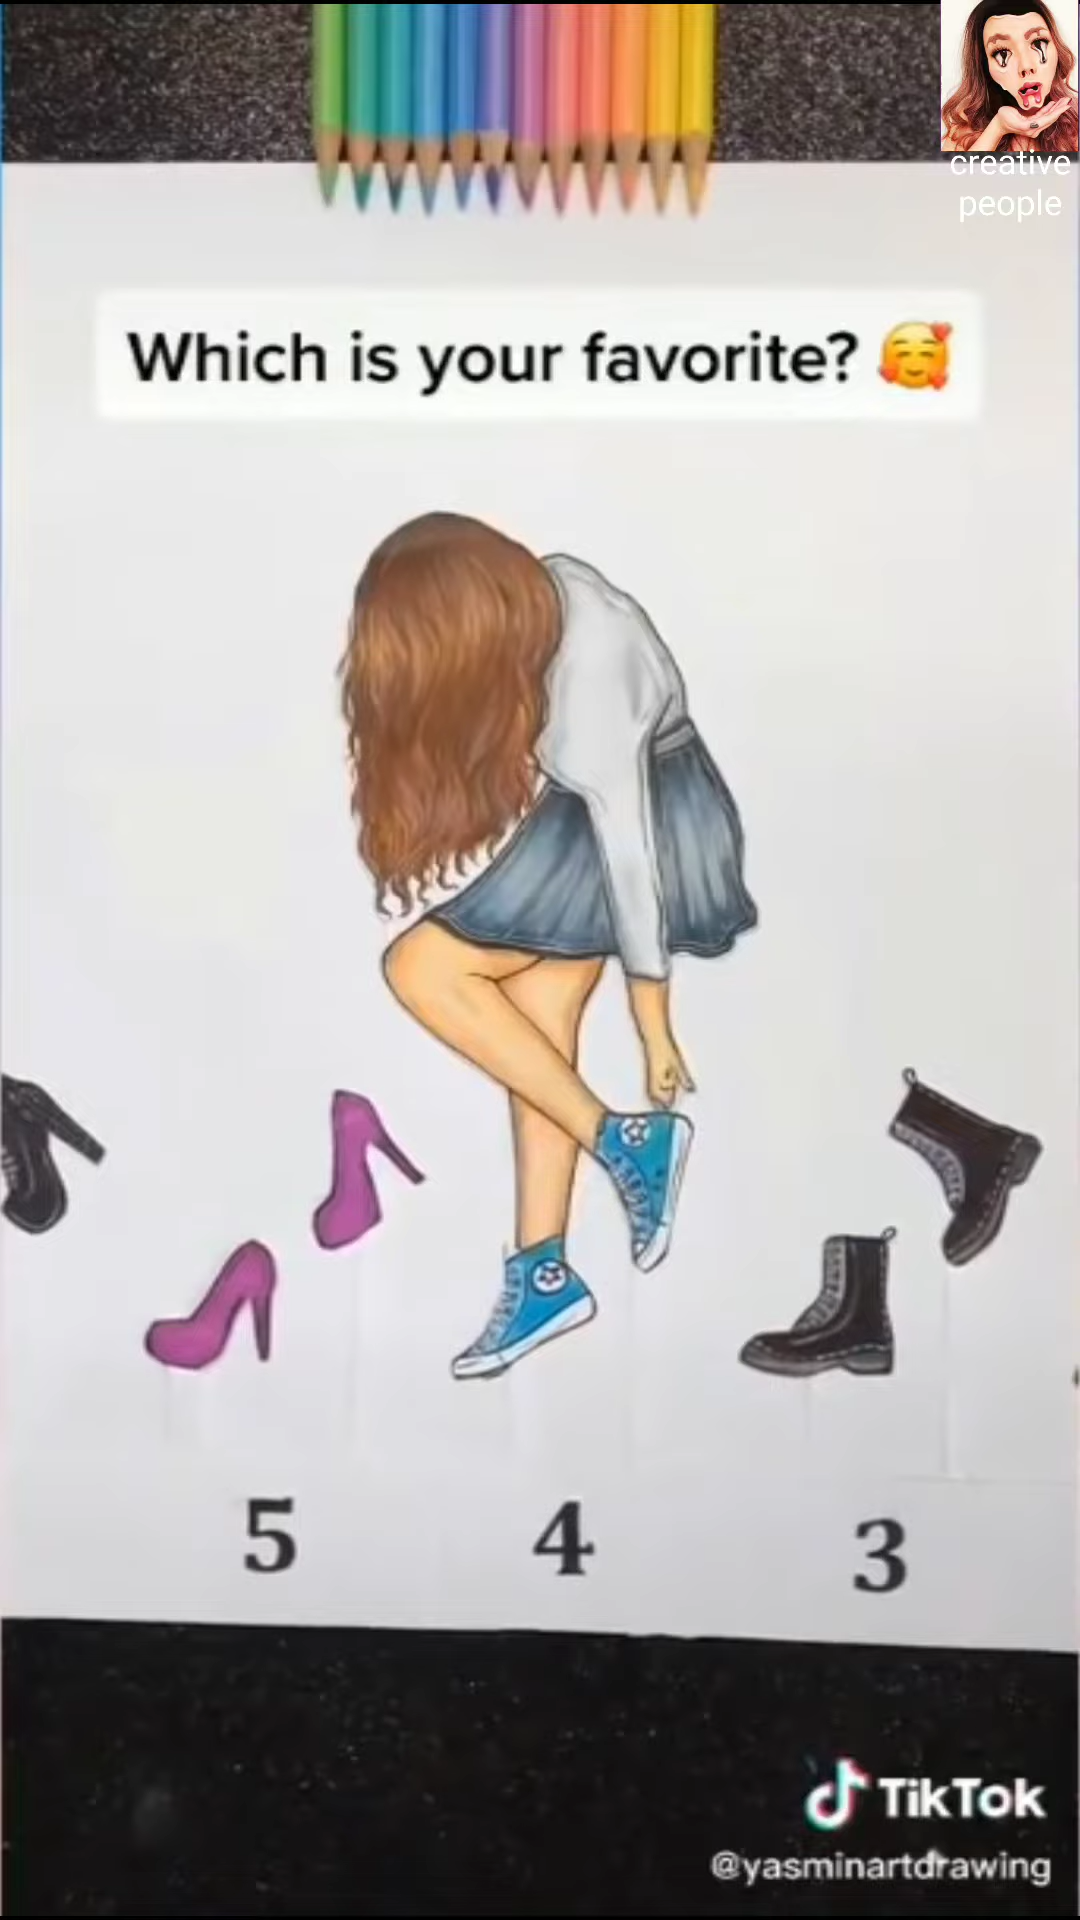 creative
people
Which is your favorite? 🥰
5 4 3
TikTok
@yasminartdrawing